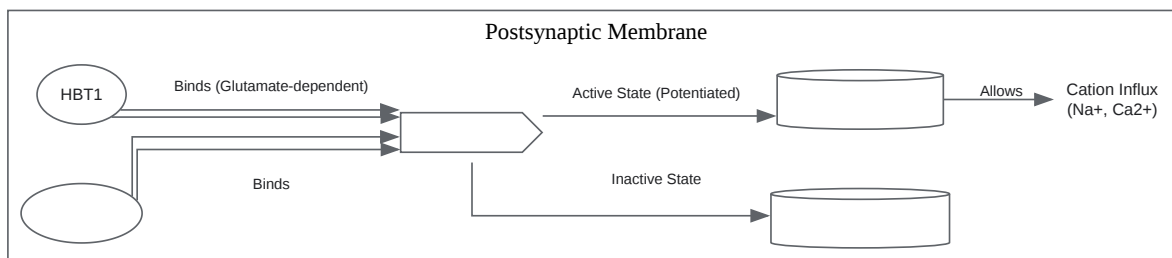 Postsynaptic Membrane
HBT1
Binds (Glutamate-dependent)
Active State (Potentiated)
Allows
Cation Influx
(Na+, Ca2+)
Binds
Inactive State